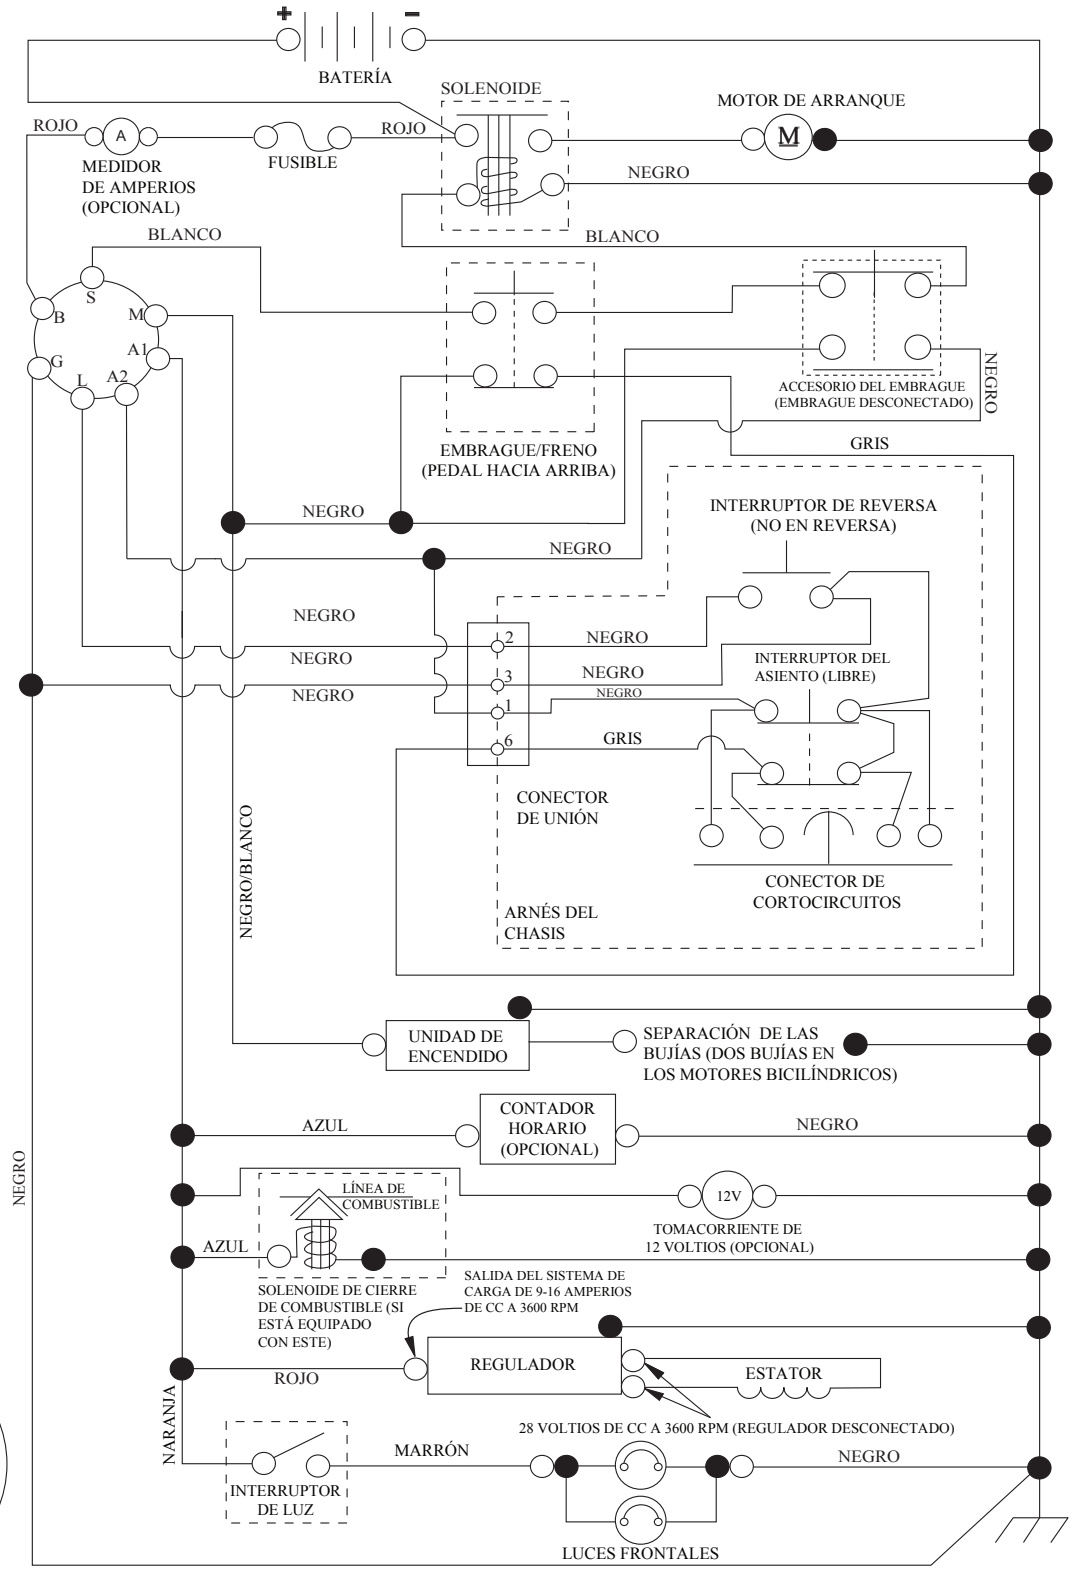 + −
BATERÍA
SOLENOIDE
MOTOR DE ARRANQUE
ROJO
A
ROJO
M
FUSIBLE
MEDIDOR
DE AMPERIOS
(OPCIONAL)
NEGRO
BLANCO
BLANCO
S
B
M
A1
G
L
A2
NEGRO
ACCESORIO DEL EMBRAGUE
(EMBRAGUE DESCONECTADO)
EMBRAGUE/FRENO
(PEDAL HACIA ARRIBA)
GRIS
NEGRO
INTERRUPTOR DE REVERSA
(NO EN REVERSA)
NEGRO
NEGRO
2
NEGRO
NEGRO
INTERRUPTOR DEL
ASIENTO (LIBRE)
3
NEGRO
NEGRO
NEGRO
1
6
GRIS
CONECTOR
DE UNIÓN
NEGRO/BLANCO
CONECTOR DE
CORTOCIRCUITOS
ARNÉS DEL
CHASIS
UNIDAD DE
ENCENDIDO
SEPARACIÓN DE LAS
BUJÍAS (DOS BUJÍAS EN
LOS MOTORES BICILÍNDRICOS)
AZUL
CONTADOR
HORARIO
(OPCIONAL)
NEGRO
NEGRO
LÍNEA DE
COMBUSTIBLE
12V
TOMACORRIENTE DE
12 VOLTIOS (OPCIONAL)
AZUL
SOLENOIDE DE CIERRE
DE COMBUSTIBLE (SI
ESTÁ EQUIPADO
CON ESTE)
SALIDA DEL SISTEMA DE
CARGA DE 9-16 AMPERIOS
DE CC A 3600 RPM
REGULADOR
ESTATOR
ROJO
NARANJA
28 VOLTIOS DE CC A 3600 RPM (REGULADOR DESCONECTADO)
MARRÓN
NEGRO
INTERRUPTOR
DE LUZ
LUCES FRONTALES